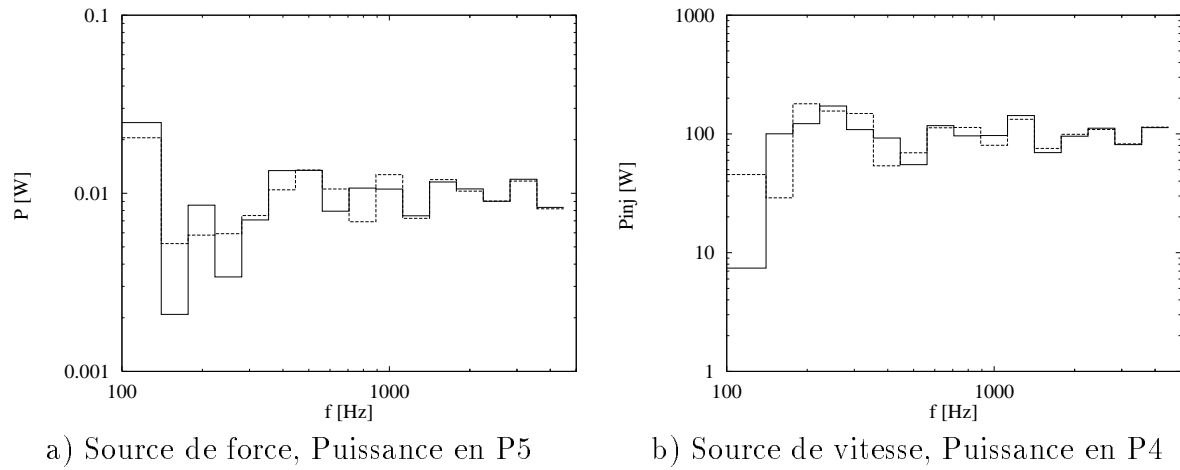 0.1
0.01
0.001
P [W]
100
1000
f [Hz]
a) Source de force, Puissance en P5
1000
100
10
1
Pinj [W]
100
1000
f [Hz]
b) Source de vitesse, Puissance en P4